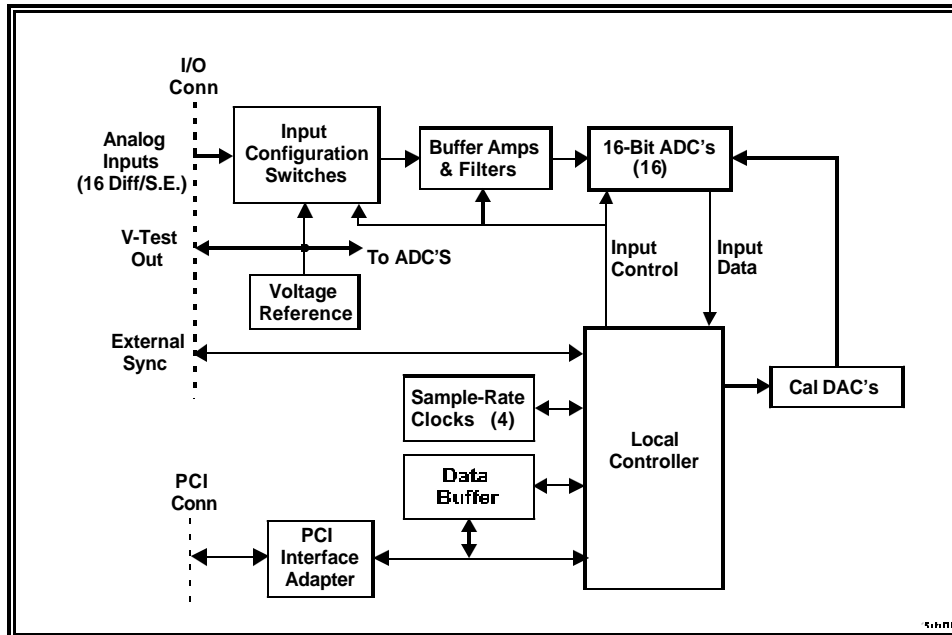 I/O
Conn
Analog
Inputs
(16 Diff/S.E.)
Input
Configuration
Switches
Buffer Amps
& Filters
16-Bit ADC's
(16)
V-Test
Out
To ADC'S
Input
Control
Input
Data
Voltage
Reference
External
Sync
Cal DAC's
Sample-Rate
Clocks (4)
Local
Controller
Data
Buffer
PCI
Conn
PCI
Interface
Adapter